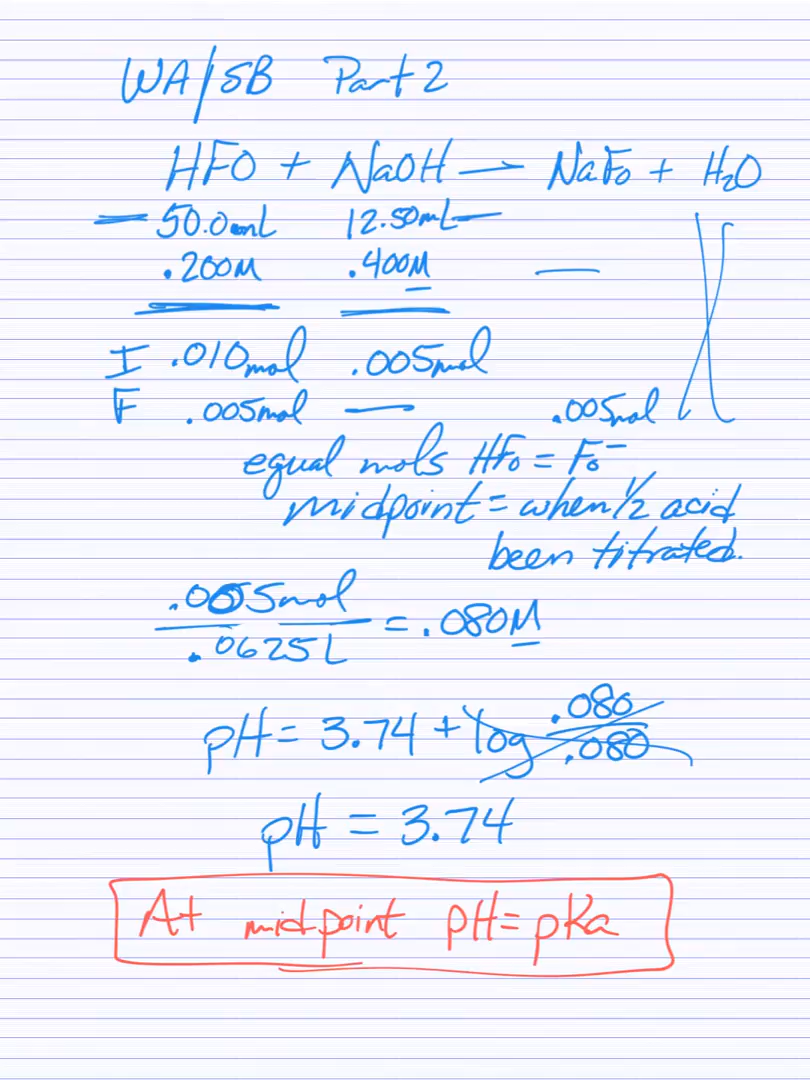 WA/SB Part 2
HFO + NaOH → NaFo + H₂O
50.0mL 12.50mL
.200M .400M —
I .010mol .005mol
F .005mol — .005mol
equal mols HFo = Fo⁻
midpoint = when 1/2 acid
been titrated.
.005mol
.0625L = .080M
pH = 3.74 + log .080
.080
pH = 3.74
At midpoint pH = pKa